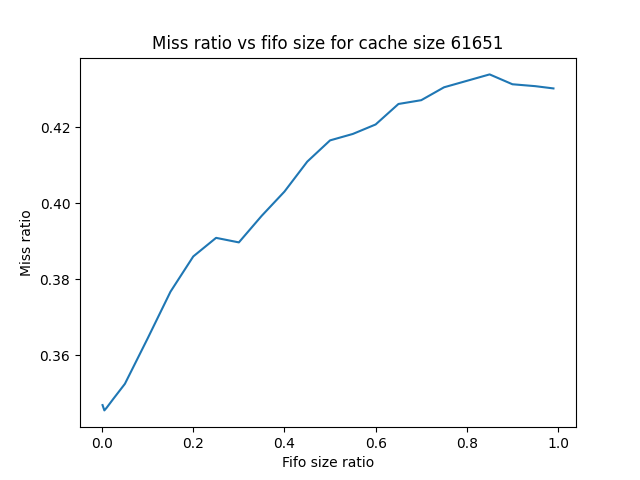 Miss ratio vs fifo size for cache size 61651
0.42
0.40
0.38
0.36
Miss ratio
0.0 0.2 0.4 0.6 0.8 1.0
Fifo size ratio